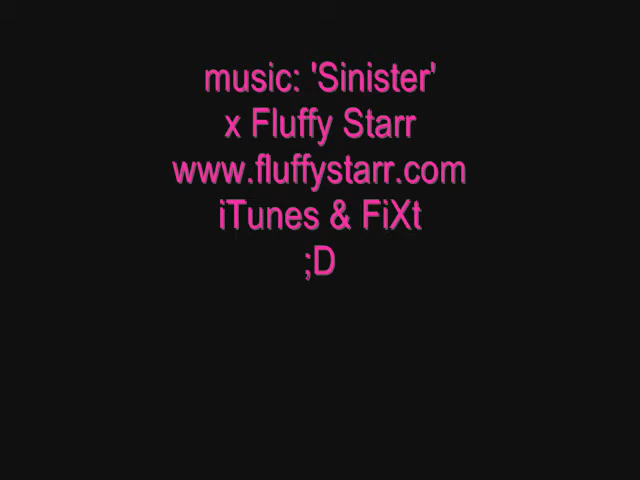 music: 'Sinister'
x Fluffy Starr
www.fluffystarr.com
iTunes & FiXt
;D